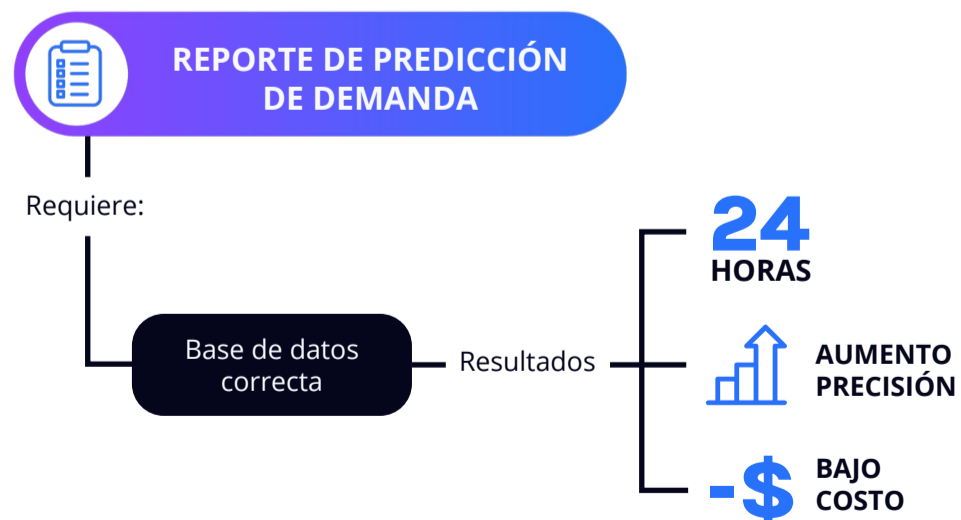 REPORTE DE PREDICCIÓN
DE DEMANDA
Requiere:
Base de datos
correcta
Resultados
24
HORAS
AUMENTO
PRECISIÓN
-$
BAJO
COSTO